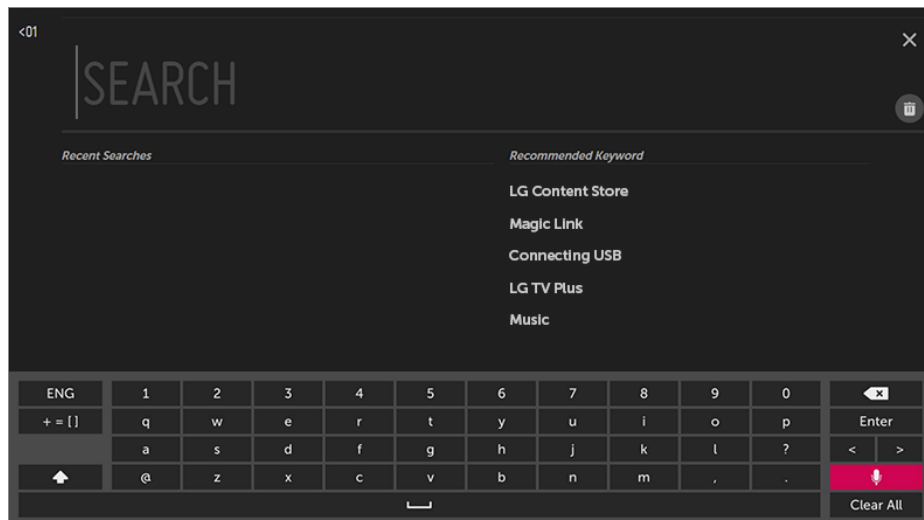 <01
SEARCH
Recent Searches
Recommended Keyword
LG Content Store
Magic Link
Connecting USB
LG TV Plus
Music
ENG 1 2 3 4 5 6 7 8 9 0
+ = [ ] q w e r t y u i o p Enter
a s d f g h j k l ? < >
@ z x c v b n m , .
Clear All